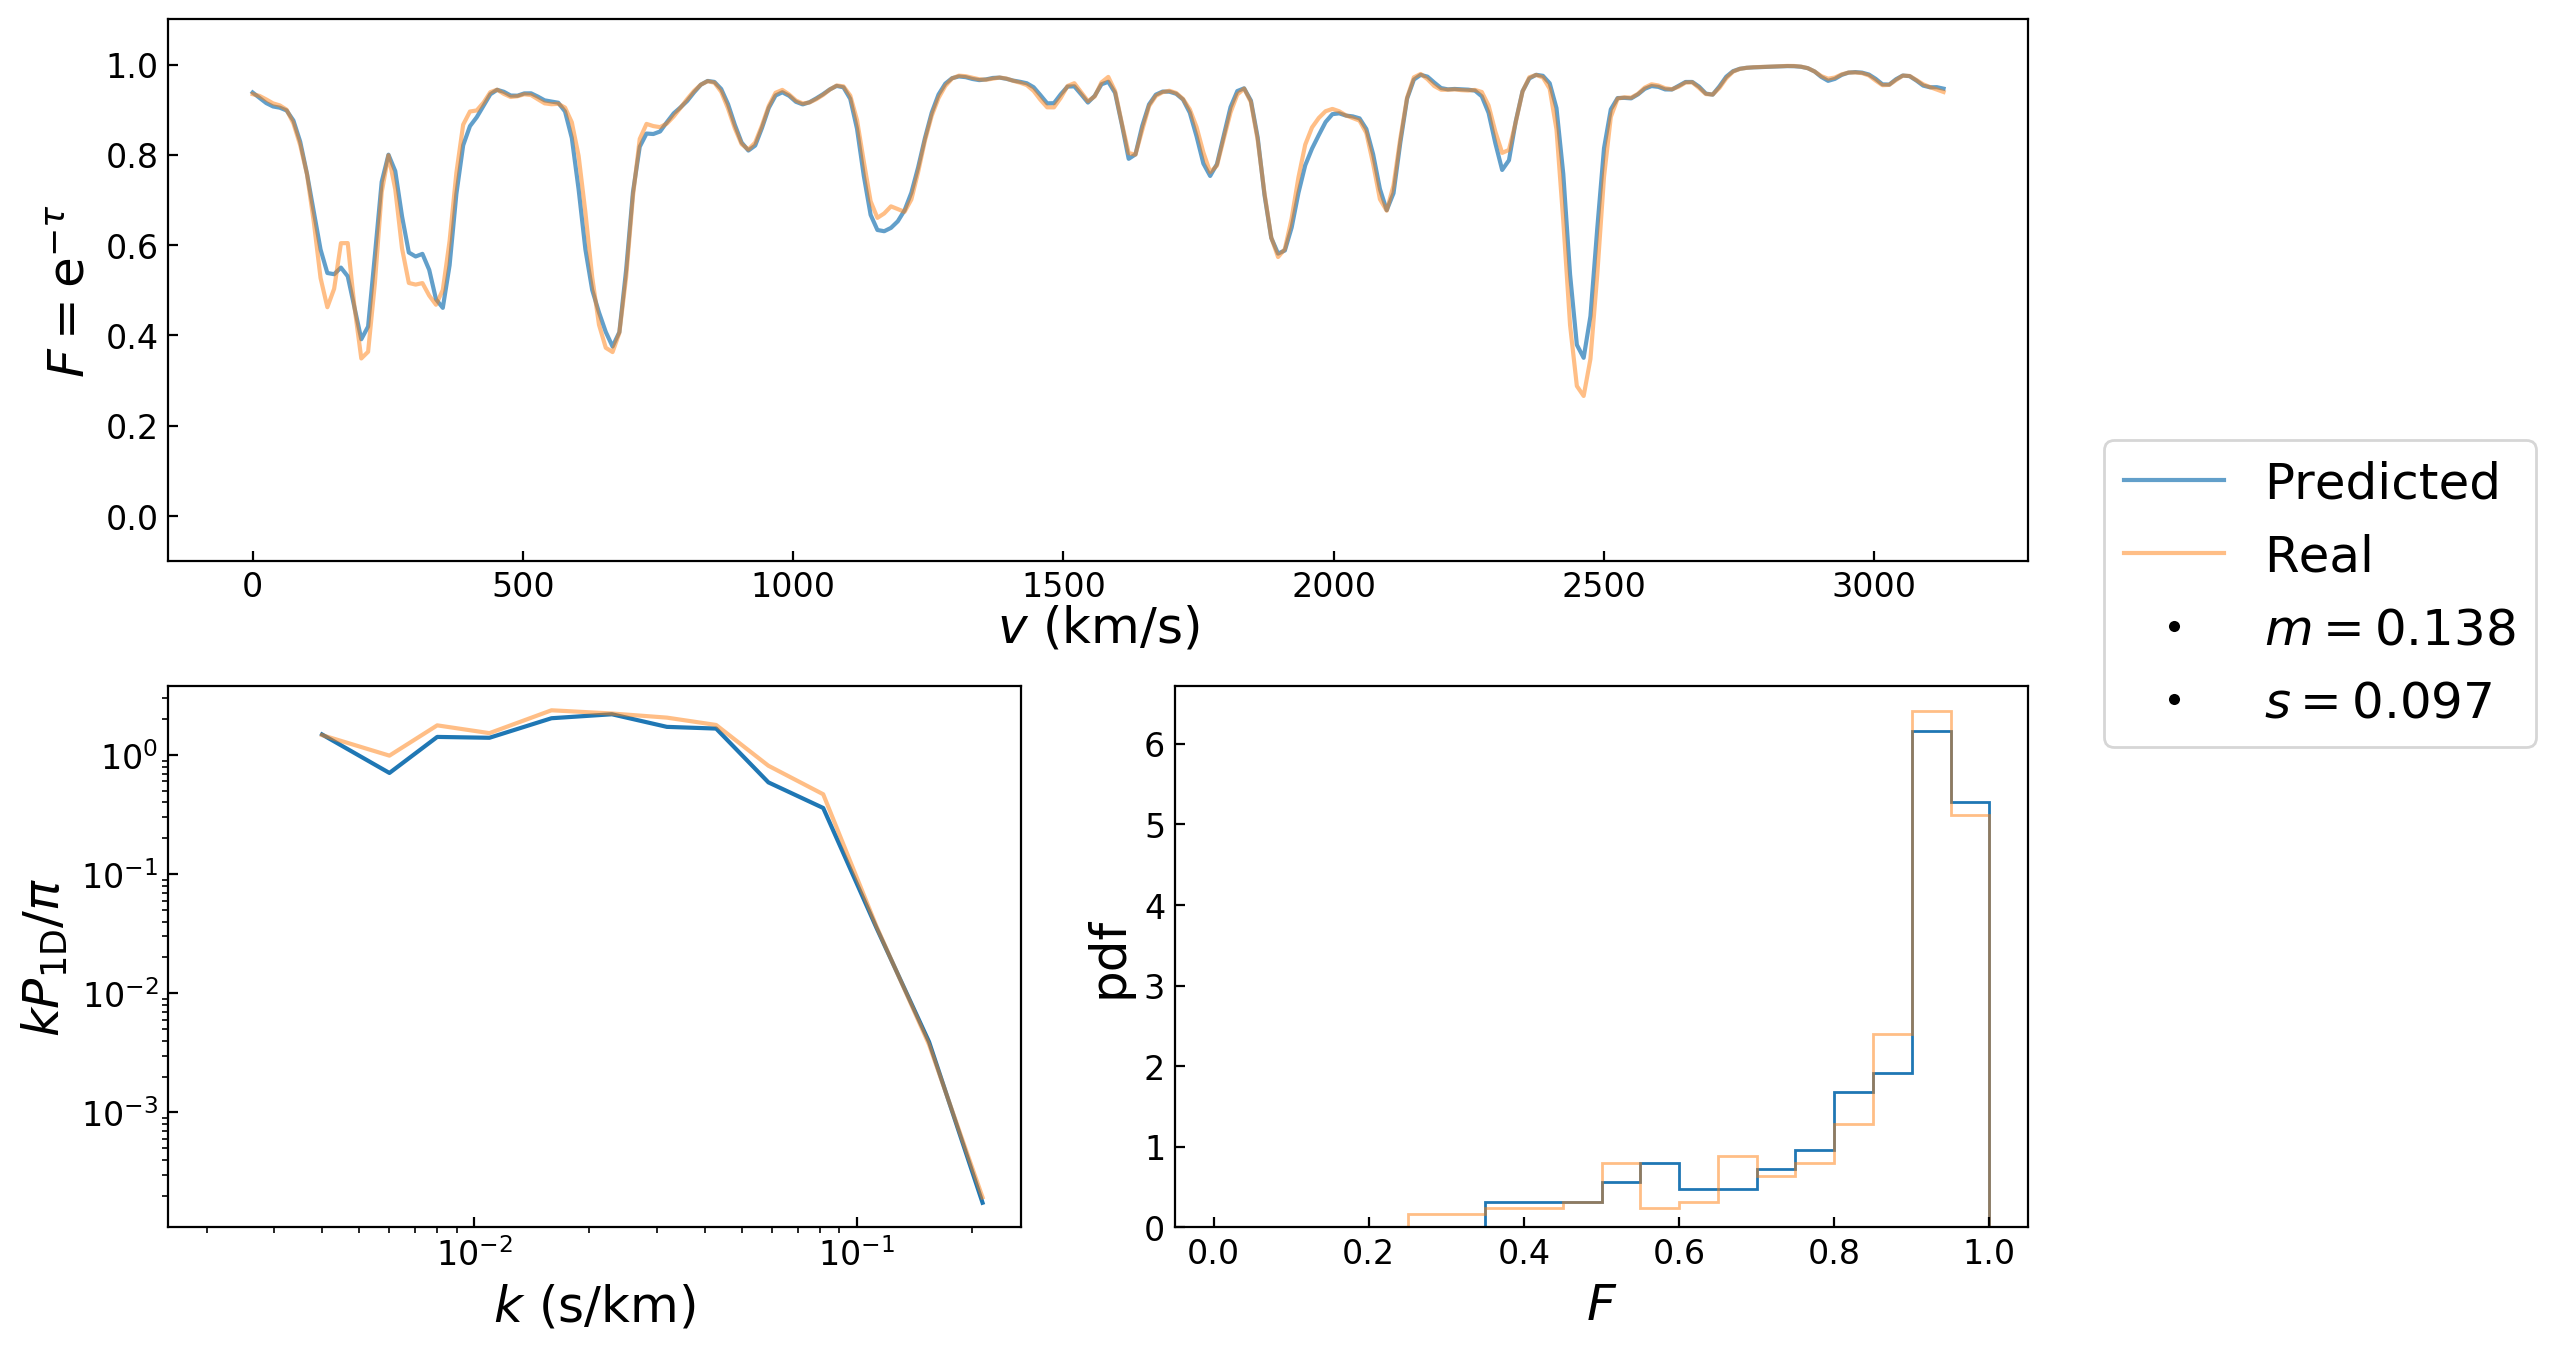 1.0
0.8
0.6
0.4
0.2
0.0
F = e^{−τ}
0 500 1000 1500 2000 2500 3000
v (km/s)
Predicted
Real
m = 0.138
s = 0.097
10^0
10^{−1}
10^{−2}
10^{−3}
kP_{1D}/π
10^{−2} 10^{−1}
k (s/km)
6
5
4
3
2
1
0
pdf
0.0 0.2 0.4 0.6 0.8 1.0
F